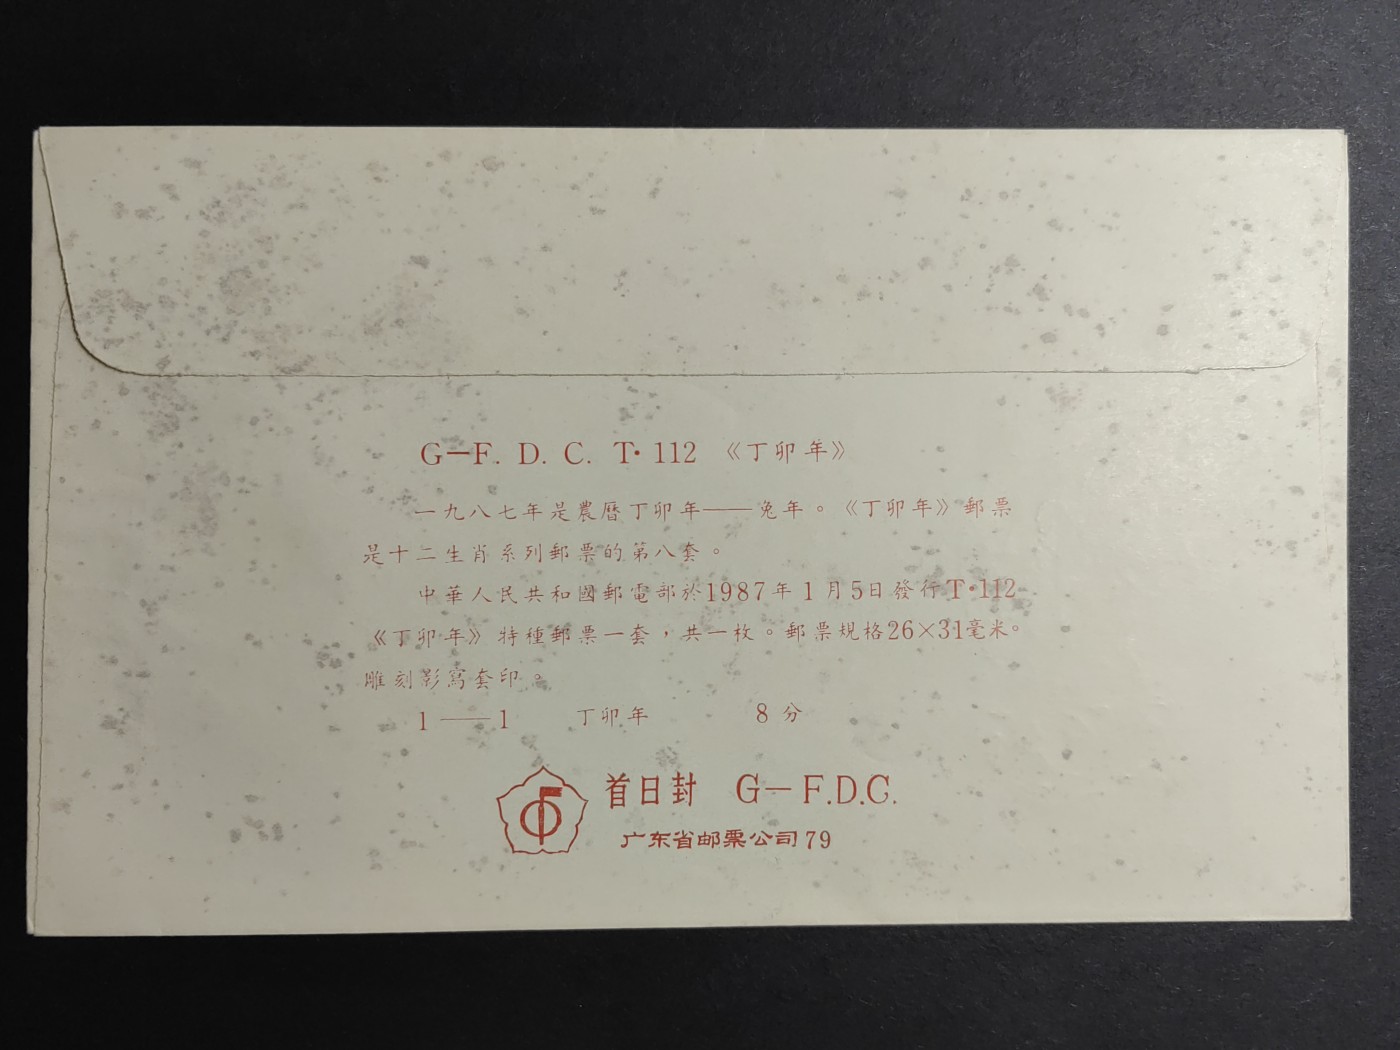 G—F. D. C. T·112 《丁卯年》
一九八七年是農曆丁卯年——兔年。《丁卯年》郵票
是十二生肖系列郵票的第八套。
中華人民共和國郵電部於1987年1月5日發行T·112
《丁卯年》特種郵票一套，共一枚。郵票規格26×31毫米。
雕刻影寫套印。
1——1 丁卯年 8分
首日封 G—F.D.C.
广东省邮票公司79